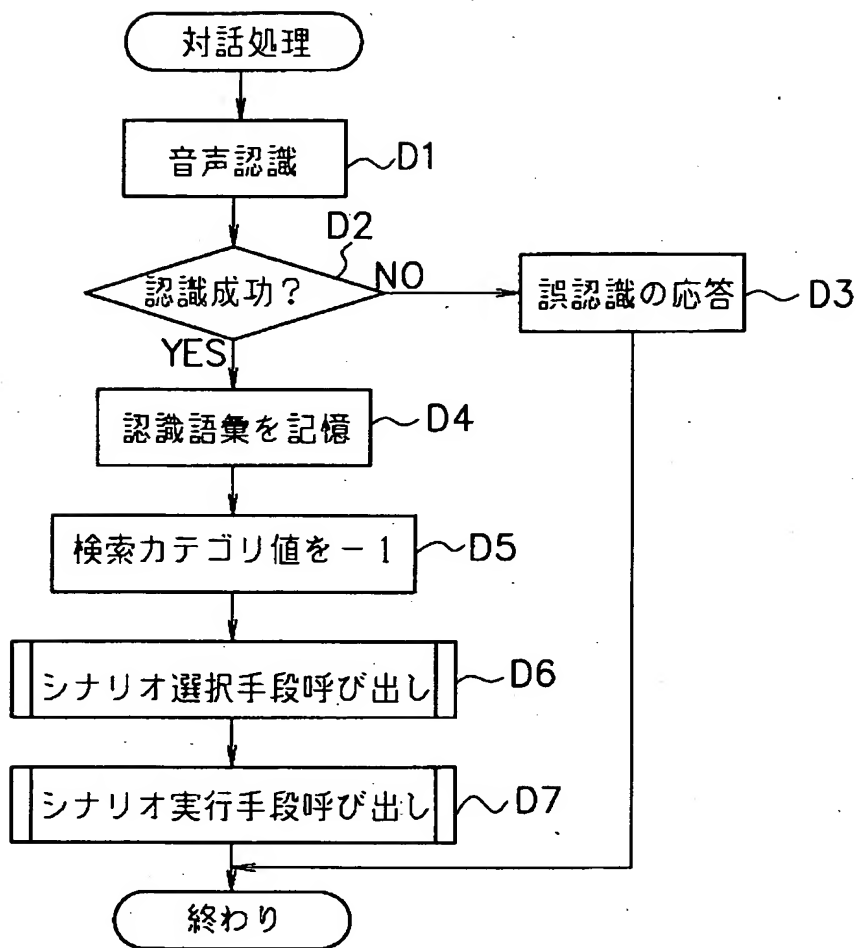 対話処理
音声認識
D1
D2
認識成功?
NO
誤認識の応答
D3
YES
認識語彙を記憶
D4
検索カテゴリ値を-1
D5
シナリオ選択手段呼び出し
D6
シナリオ実行手段呼び出し
D7
終わり